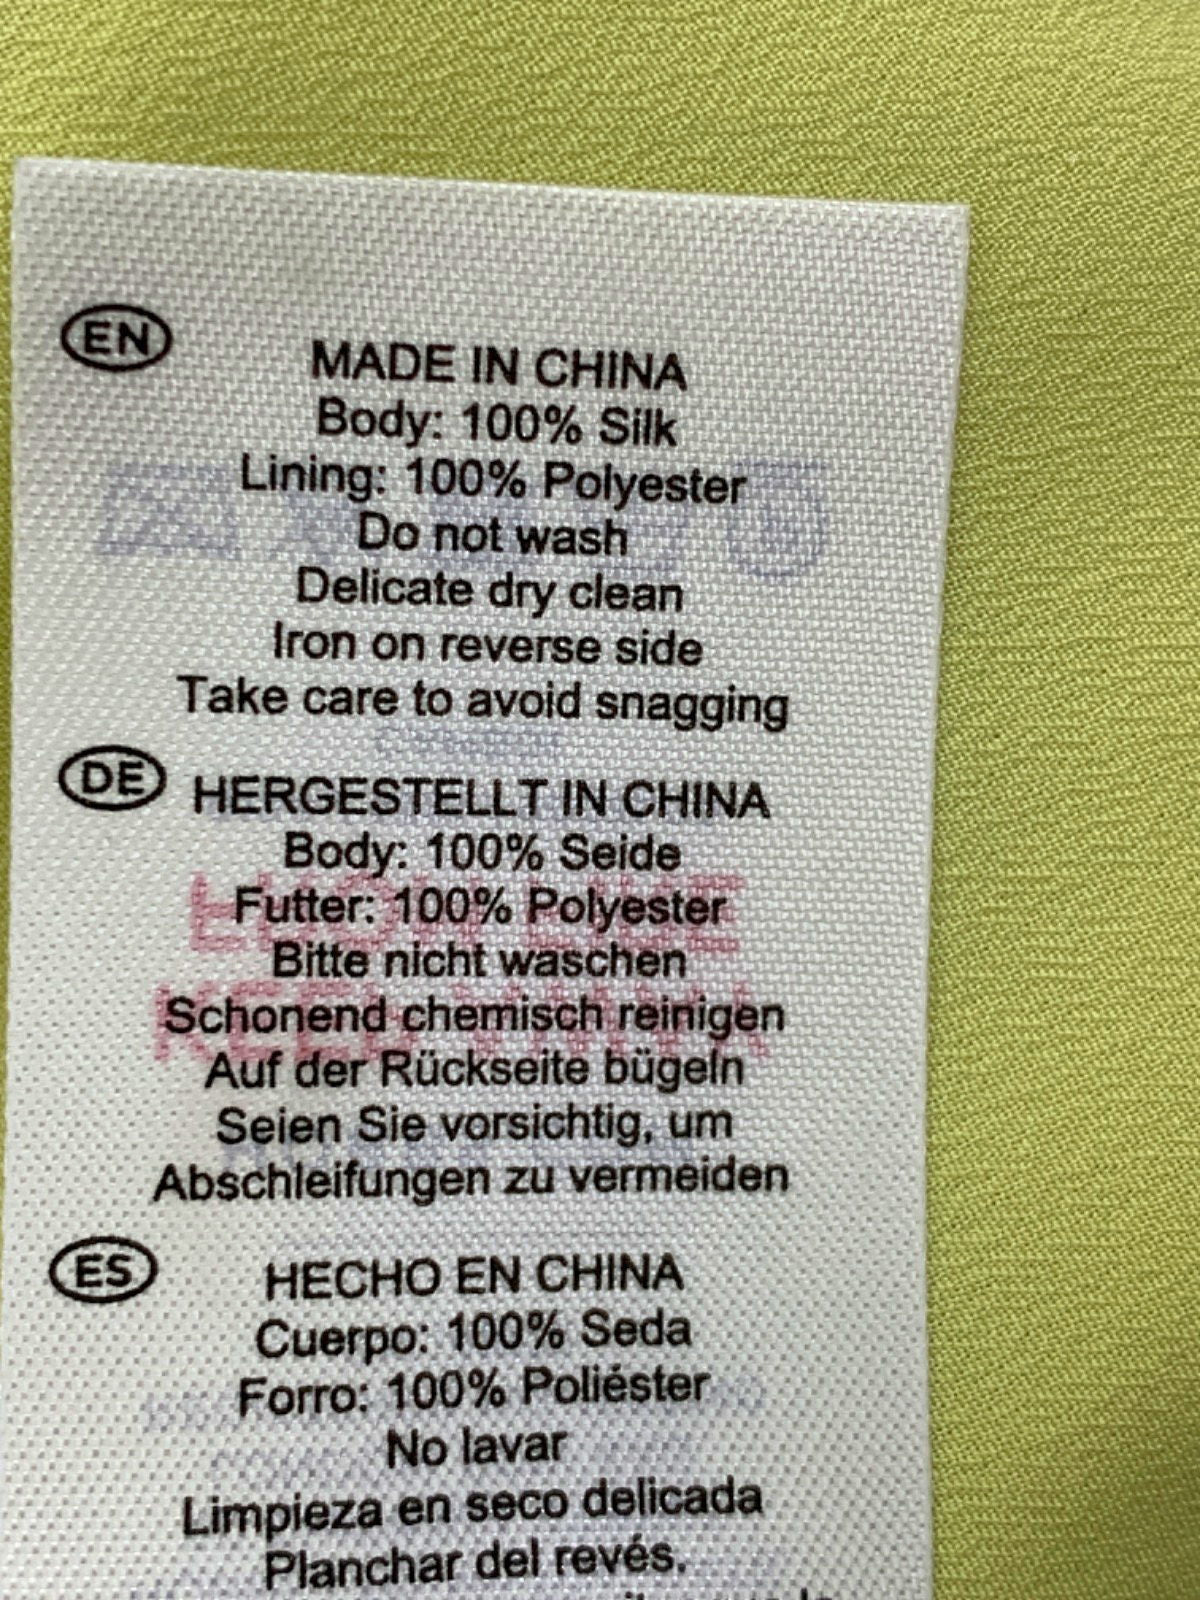 EN
MADE IN CHINA
Body: 100% Silk
Lining: 100% Polyester
Do not wash
Delicate dry clean
Iron on reverse side
Take care to avoid snagging
DE
HERGESTELLT IN CHINA
Body: 100% Seide
Futter: 100% Polyester
Bitte nicht waschen
Schonend chemisch reinigen
Auf der Rückseite bügeln
Seien Sie vorsichtig, um
Abschleifungen zu vermeiden
ES
HECHO EN CHINA
Cuerpo: 100% Seda
Forro: 100% Poliéster
No lavar
Limpieza en seco delicada
Planchar del revés.